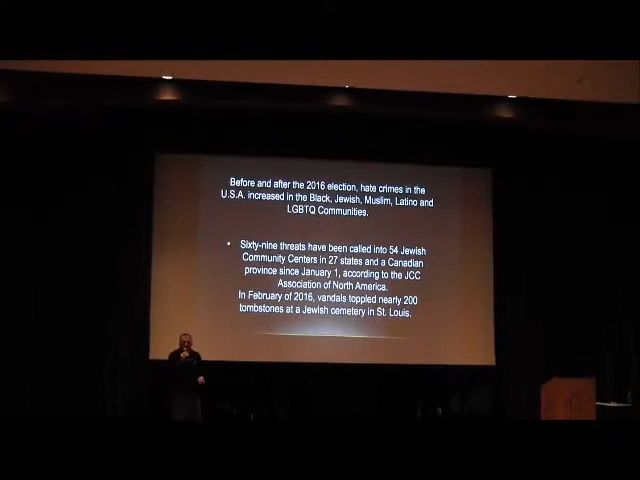 Before and after the 2016 election, hate crimes in the
U.S.A. increased in the Black, Jewish, Muslim, Latino and
LGBTQ Communities.
• Sixty-nine threats have been called into 54 Jewish
Community Centers in 27 states and a Canadian
province since January 1, according to the JCC
Association of North America.
In February of 2016, vandals toppled nearly 200
tombstones at a Jewish cemetery in St. Louis.